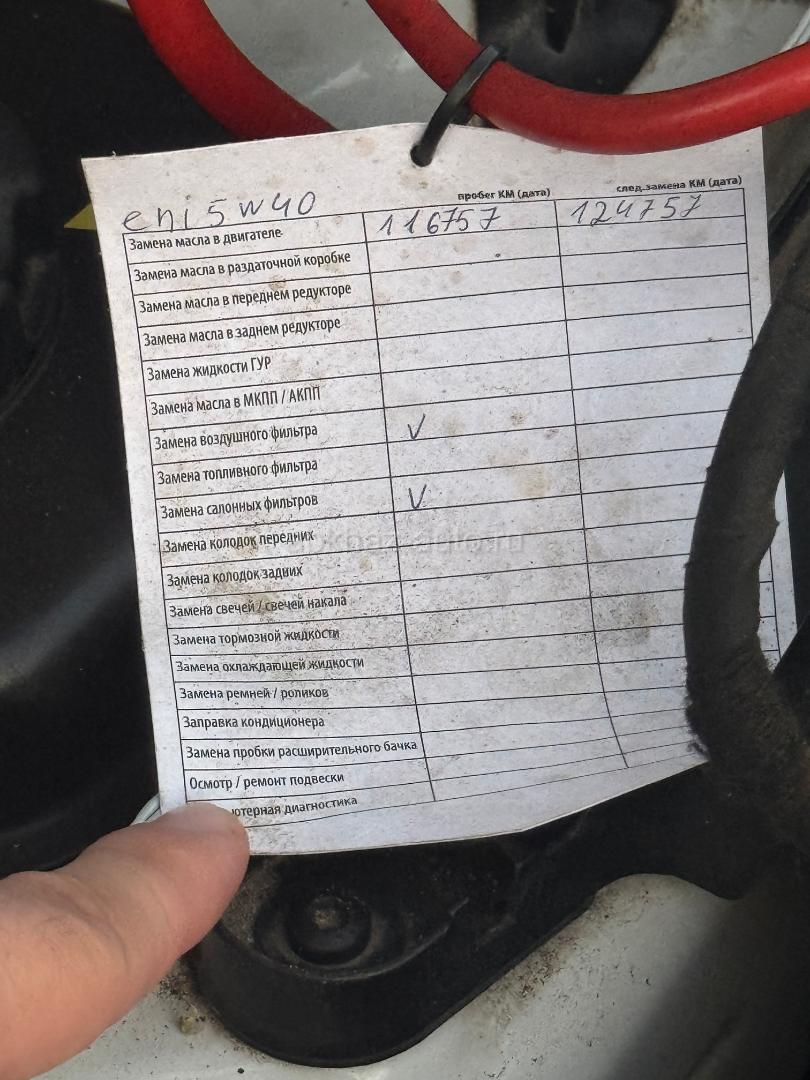 eni 5w40
пробег КМ (дата) след.замена КМ (дата)
Замена масла в двигателе 116757 124757
Замена масла в раздаточной коробке
Замена масла в переднем редукторе
Замена масла в заднем редукторе
Замена жидкости ГУР
Замена масла в МКПП / АКПП
Замена воздушного фильтра V
Замена топливного фильтра
Замена салонных фильтров V
Замена колодок передних
Замена колодок задних
Замена свечей / свечей накала
Замена тормозной жидкости
Замена охлаждающей жидкости
Замена ремней / роликов
Заправка кондиционера
Замена пробки расширительного бачка
Осмотр / ремонт подвески
ютерная диагностика